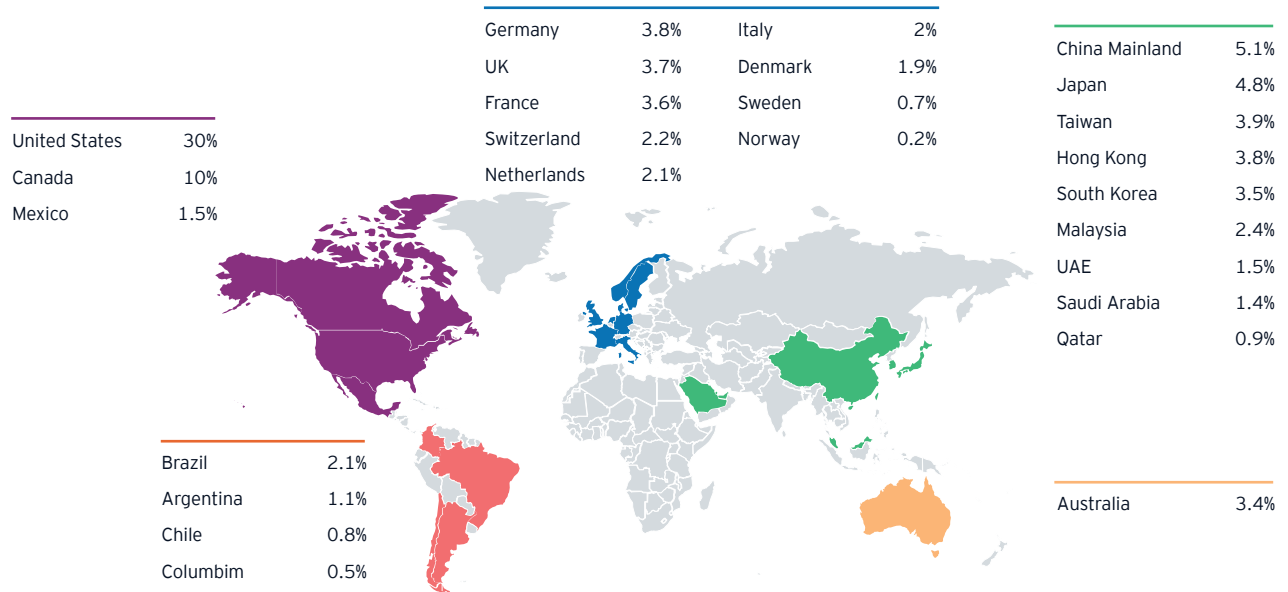 Germany 3.8% Italy 2%
UK 3.7% Denmark 1.9%
France 3.6% Sweden 0.7%
Switzerland 2.2% Norway 0.2%
Netherlands 2.1%
China Mainland 5.1%
Japan 4.8%
Taiwan 3.9%
Hong Kong 3.8%
South Korea 3.5%
Malaysia 2.4%
UAE 1.5%
Saudi Arabia 1.4%
Qatar 0.9%
United States 30%
Canada 10%
Mexico 1.5%
Brazil 2.1%
Argentina 1.1%
Chile 0.8%
Columbim 0.5%
Australia 3.4%